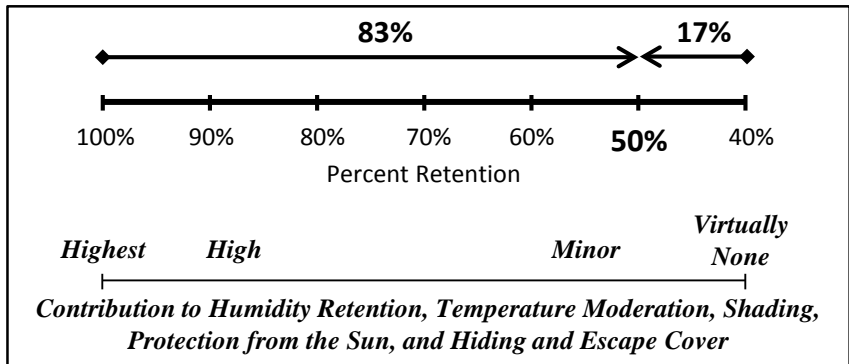 83% 17%
100% 90% 80% 70% 60% 50% 40%
Percent Retention
Virtually
Highest High Minor None
Contribution to Humidity Retention, Temperature Moderation, Shading,
Protection from the Sun, and Hiding and Escape Cover